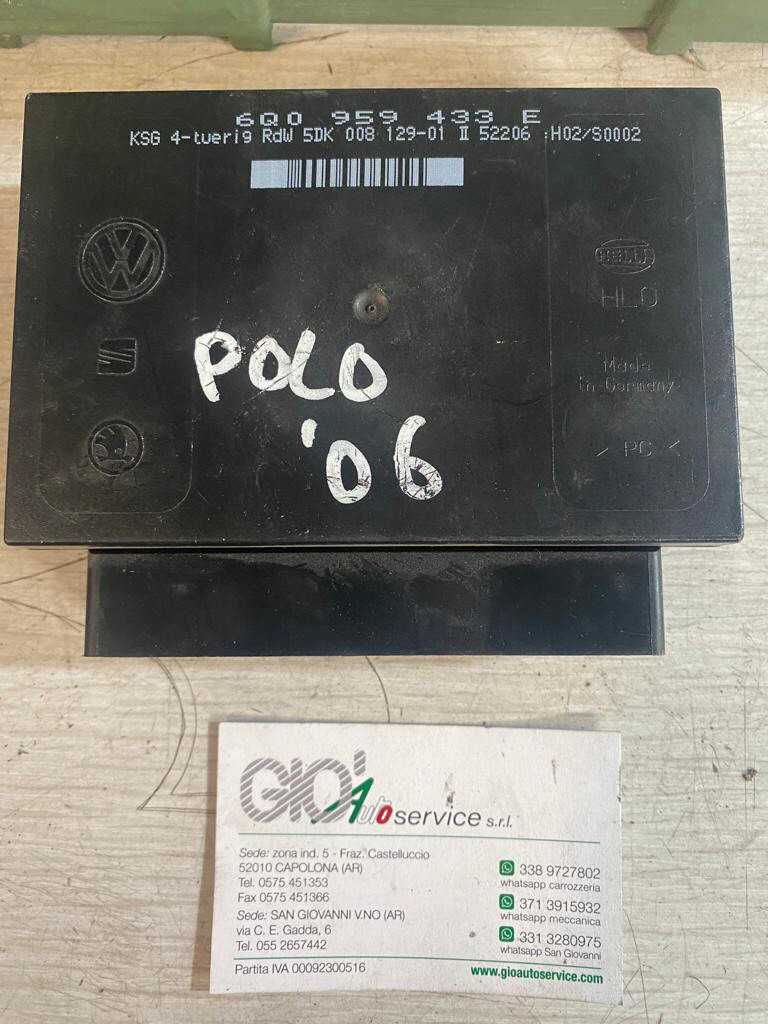 6Q0 959 433 E
KSG 4-tuerig RdW 5DK 008 129-01 II 52206 :H02/S0002
VW
HELLA
HLO
Made
in Germany
> PC <
POLO
'06
GIO' Autoservice s.r.l.
Sede: zona ind. 5 - Fraz. Castelluccio
52010 CAPOLONA (AR)
Tel. 0575 451353
Fax 0575 451366
Sede: SAN GIOVANNI V.NO (AR)
via C. E. Gadda, 6
Tel. 055 2657442
Partita IVA 00092300516
338 9727802
whatsapp carrozzeria
371 3915932
whatsapp meccanica
331 3280975
whatsapp San Giovanni
www.gioautoservice.com